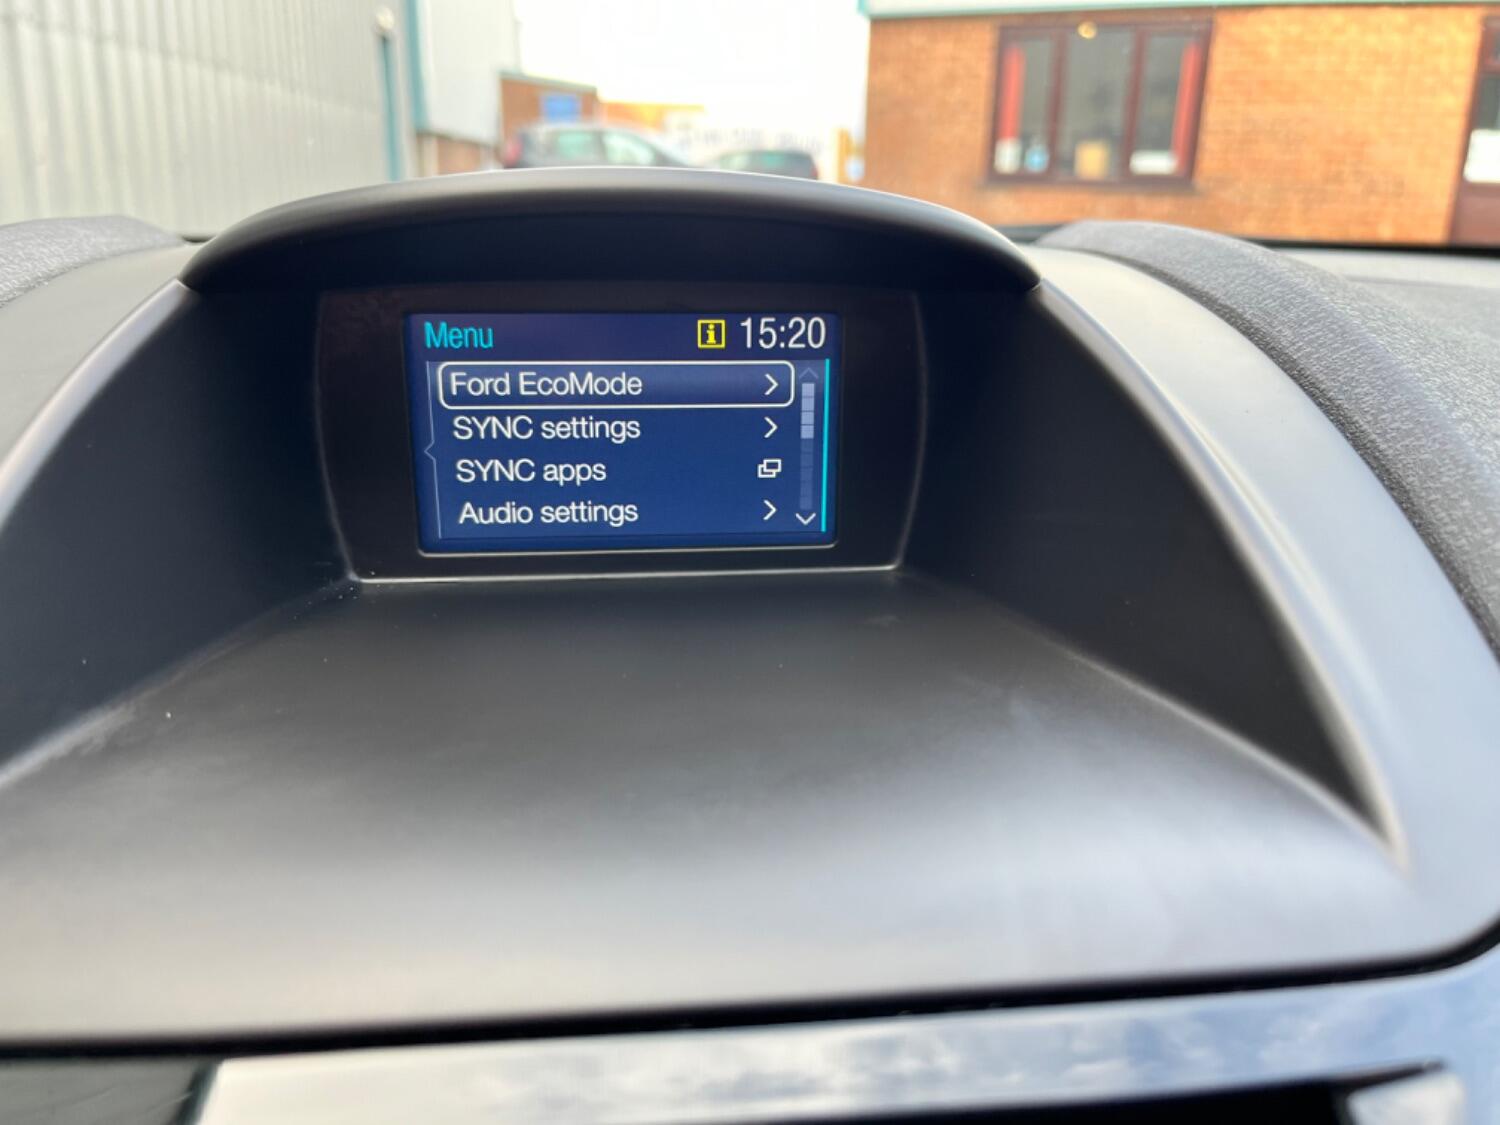 Menu i 15:20
Ford EcoMode
SYNC settings
SYNC apps
Audio settings